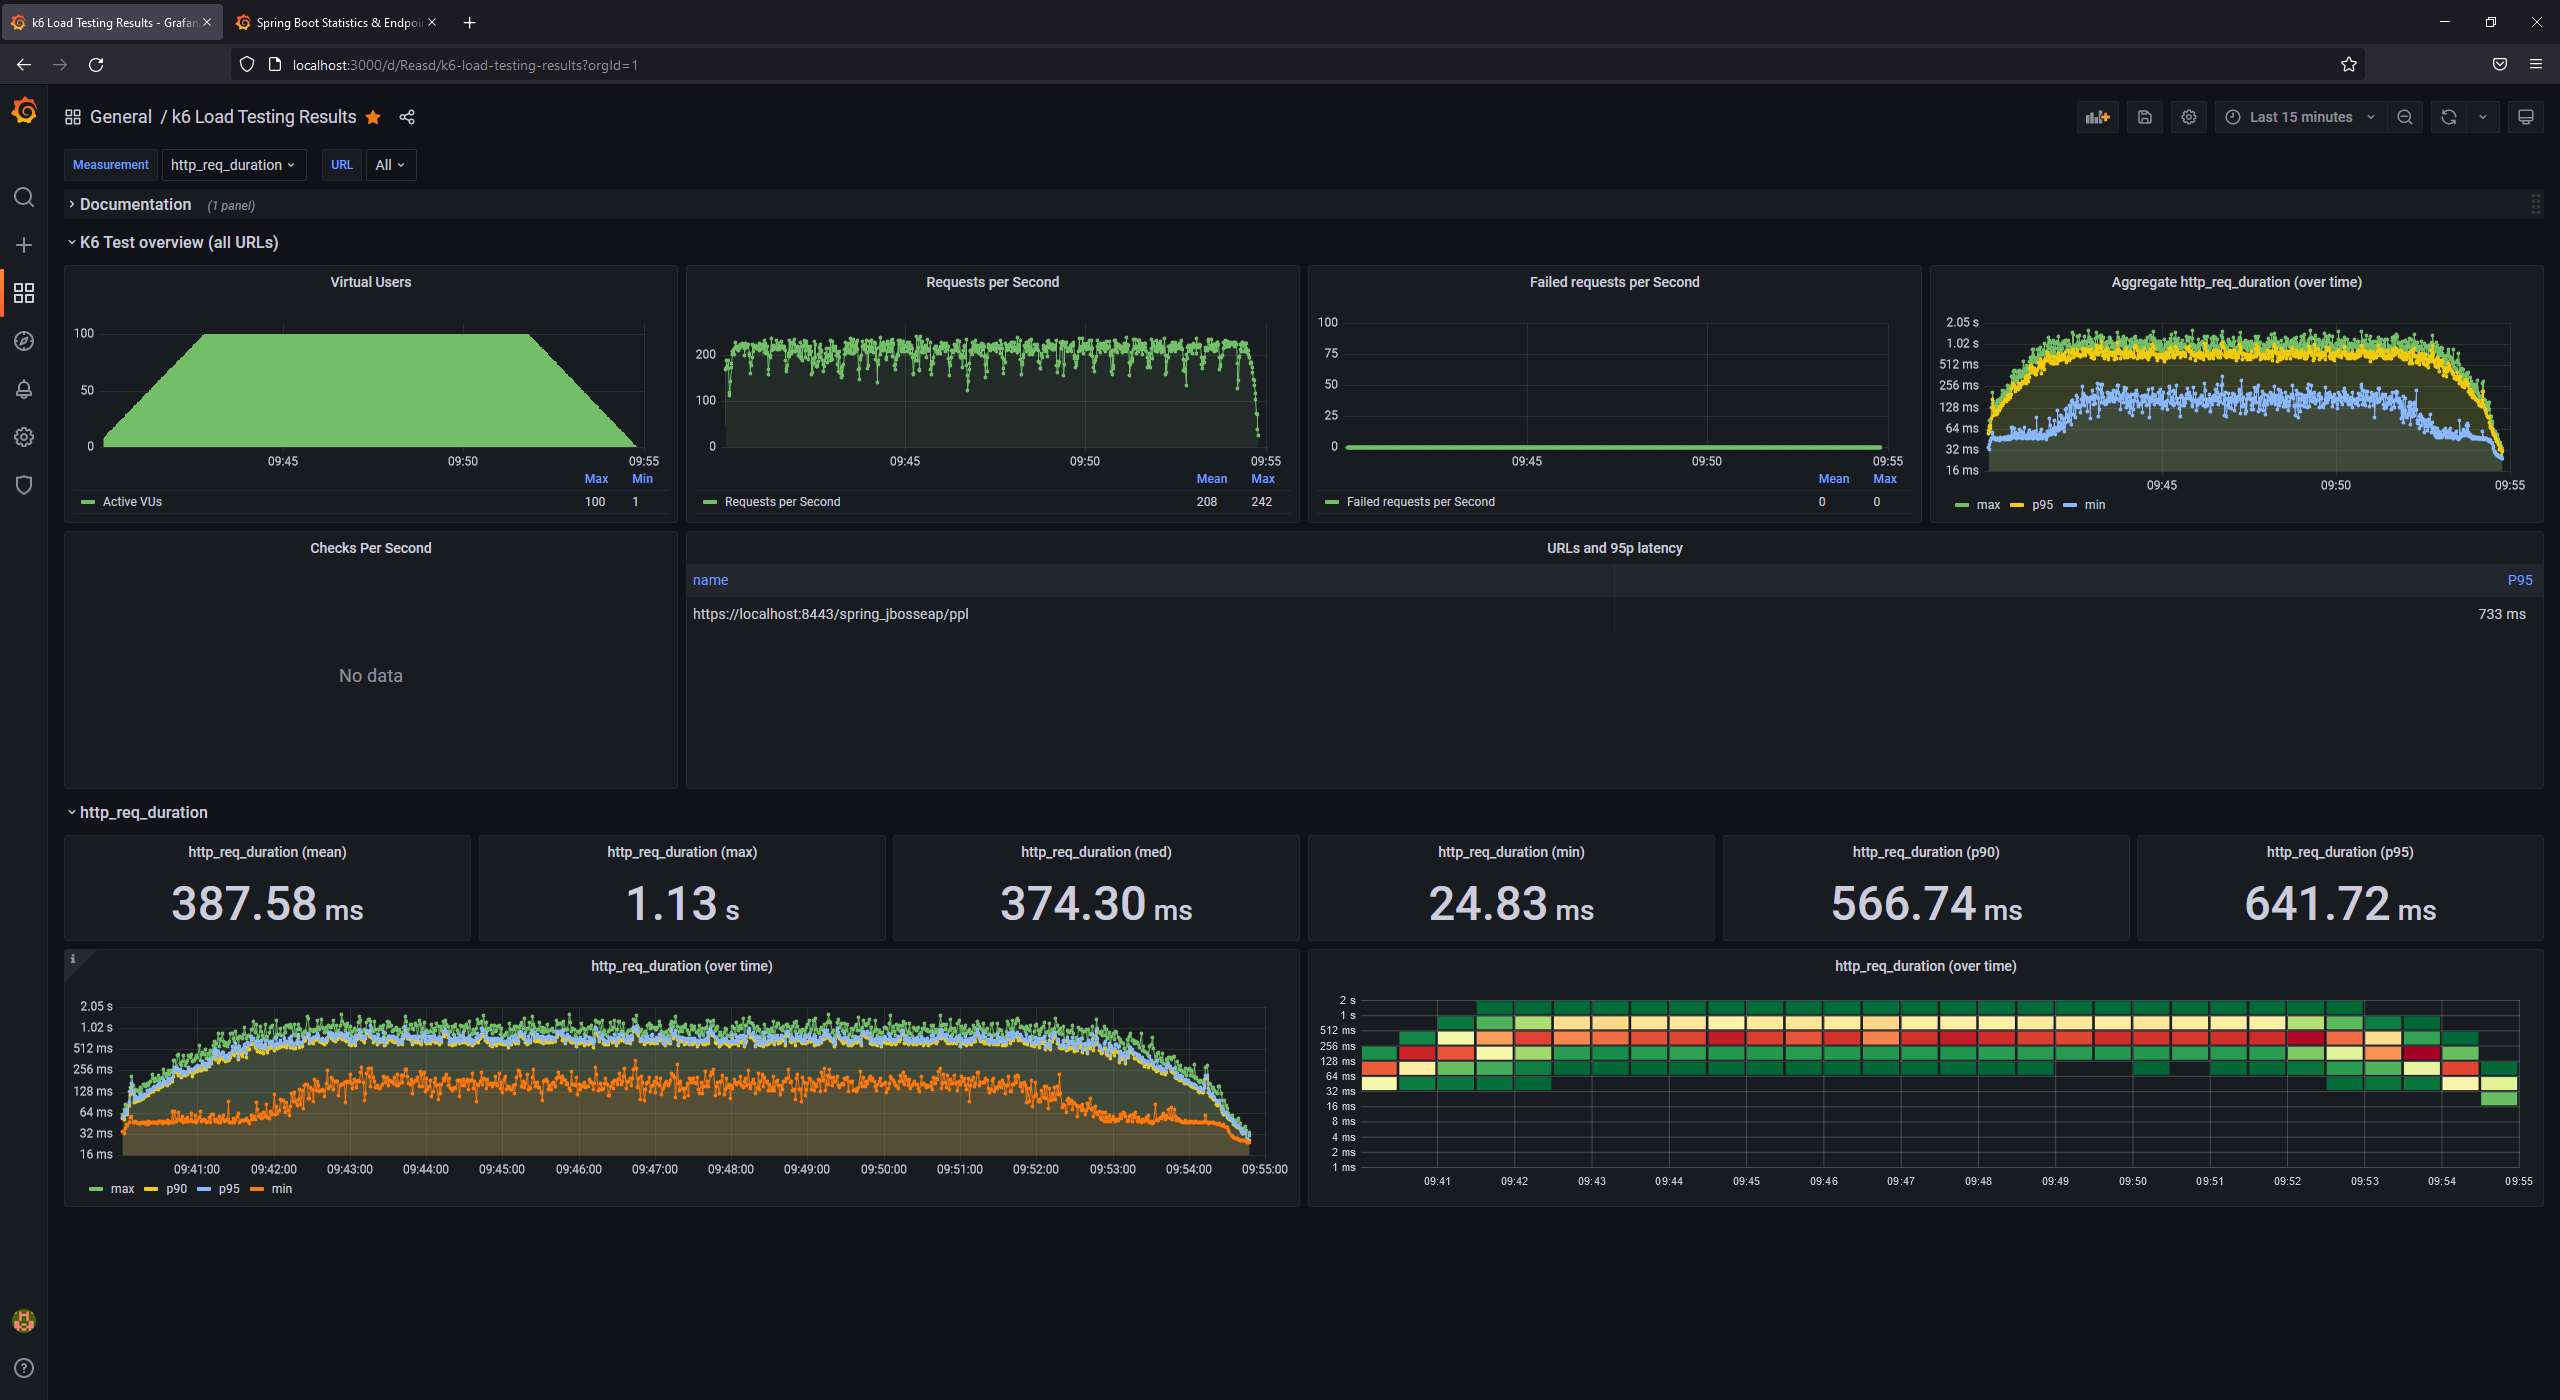 k6 Load Testing Results - Grafan
Spring Boot Statistics & Endpoi
localhost:3000/d/Reasd/k6-load-testing-results?orgId=1
General / k6 Load Testing Results
Last 15 minutes
Measurement http_req_duration URL All
Documentation (1 panel)
K6 Test overview (all URLs)
Virtual Users
100
50
0
09:45 09:50 09:55
Max Min
Active VUs 100 1
Requests per Second
200
100
0
09:45 09:50 09:55
Mean Max
Requests per Second 208 242
Failed requests per Second
100
75
50
25
0
09:45 09:50 09:55
Mean Max
Failed requests per Second 0 0
Aggregate http_req_duration (over time)
2.05 s
1.02 s
512 ms
256 ms
128 ms
64 ms
32 ms
16 ms
09:45 09:50 09:55
max p95 min
Checks Per Second
No data
URLs and 95p latency
name P95
https://localhost:8443/spring_jbosseap/ppl 733 ms
http_req_duration
http_req_duration (mean)
387.58 ms
http_req_duration (max)
1.13 s
http_req_duration (med)
374.30 ms
http_req_duration (min)
24.83 ms
http_req_duration (p90)
566.74 ms
http_req_duration (p95)
641.72 ms
i
http_req_duration (over time)
2.05 s
1.02 s
512 ms
256 ms
128 ms
64 ms
32 ms
16 ms
09:41:00 09:42:00 09:43:00 09:44:00 09:45:00 09:46:00 09:47:00 09:48:00 09:49:00 09:50:00 09:51:00 09:52:00 09:53:00 09:54:00 09:55:00
max p90 p95 min
http_req_duration (over time)
2 s
1 s
512 ms
256 ms
128 ms
64 ms
32 ms
16 ms
8 ms
4 ms
2 ms
1 ms
09:41 09:42 09:43 09:44 09:45 09:46 09:47 09:48 09:49 09:50 09:51 09:52 09:53 09:54 09:55